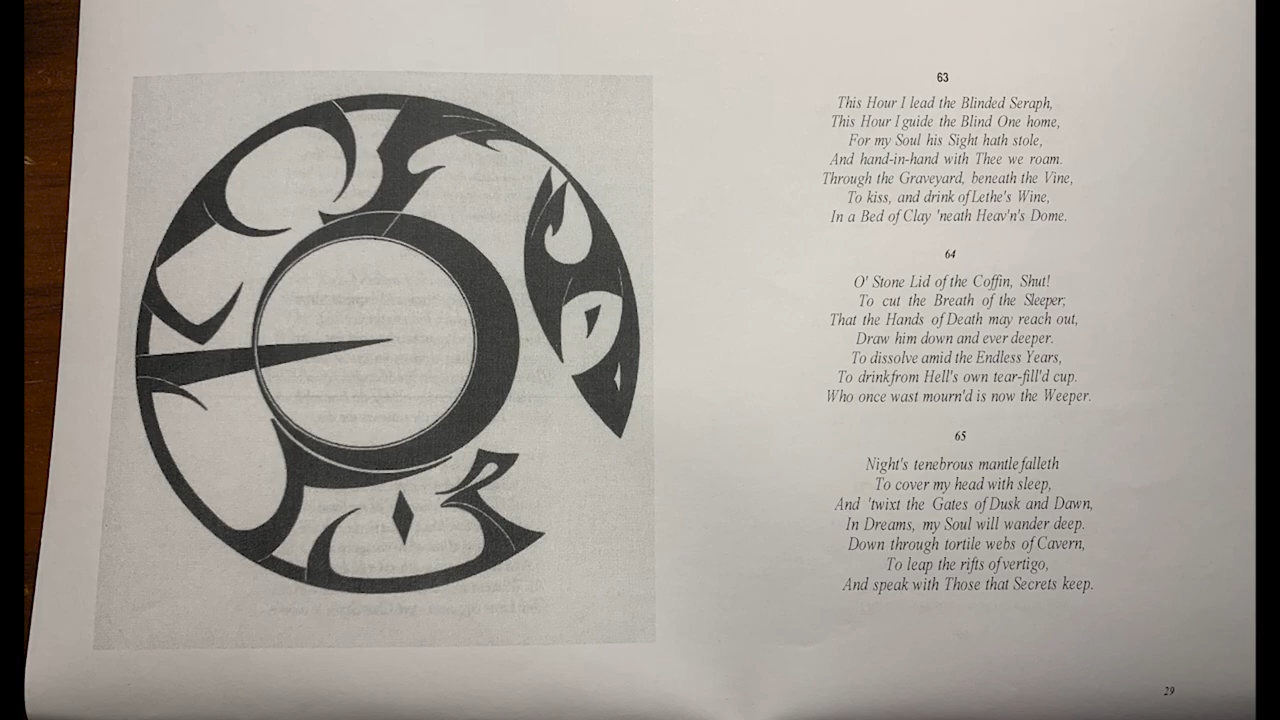 63
This Hour I lead the Blinded Seraph,
This Hour I guide the Blind One home,
For my Soul his Sight hath stole,
And hand-in-hand with Thee we roam.
Through the Graveyard, beneath the Vine,
To kiss, and drink of Lethe's Wine,
In a Bed of Clay 'neath Heav'n's Dome.
64
O' Stone Lid of the Coffin, Shut!
To cut the Breath of the Sleeper;
That the Hands of Death may reach out,
Draw him down and ever deeper.
To dissolve amid the Endless Years,
To drinkfrom Hell's own tear-fill'd cup.
Who once wast mourn'd is now the Weeper.
65
Night's tenebrous mantle falleth
To cover my head with sleep,
And 'twixt the Gates of Dusk and Dawn,
In Dreams, my Soul will wander deep.
Down through tortile webs of Cavern,
To leap the rifts of vertigo,
And speak with Those that Secrets keep.
29